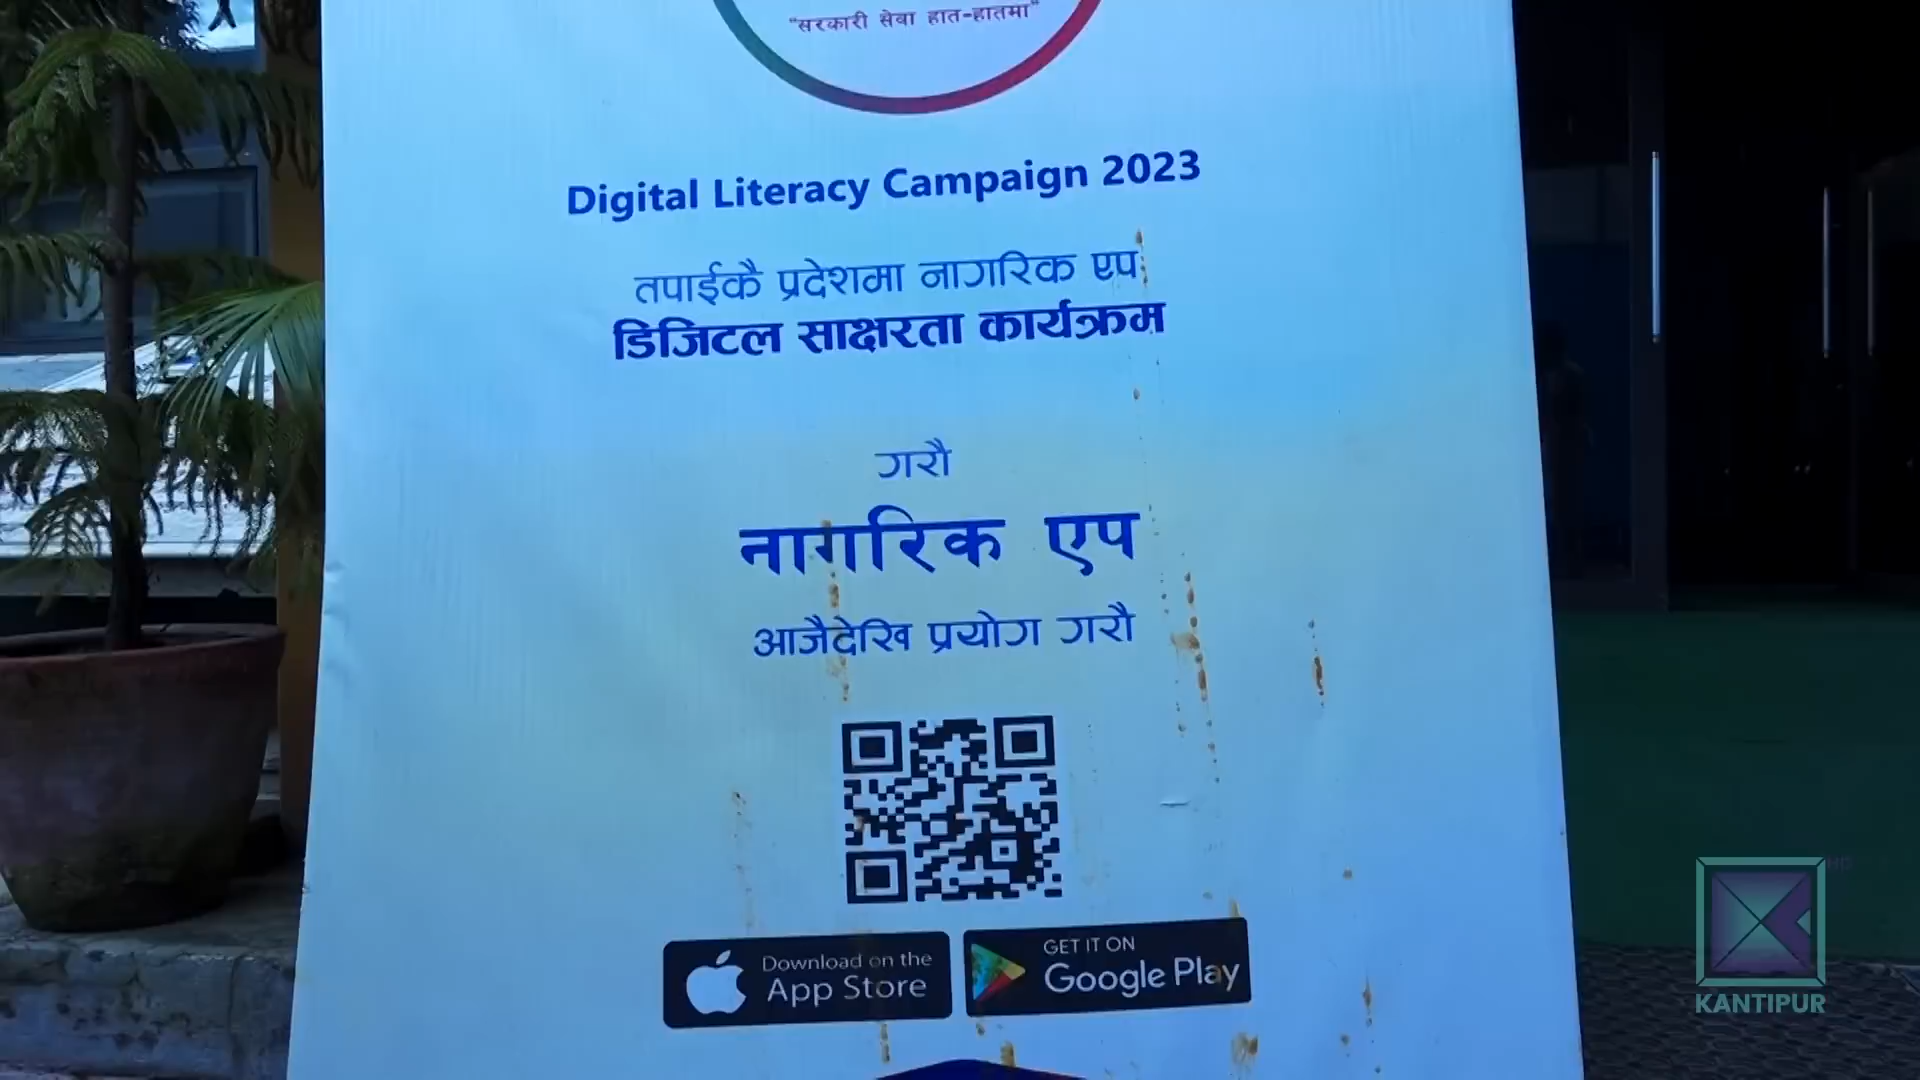 "सरकारी सेवा हात-हातमा"
Digital Literacy Campaign 2023
तपाईकै प्रदेशमा नागरिक एप
डिजिटल साक्षरता कार्यक्रम
गरौ
नागरिक एप
आजैदेखि प्रयोग गरौ
Download on the
App Store
GET IT ON
Google Play
KANTIPUR